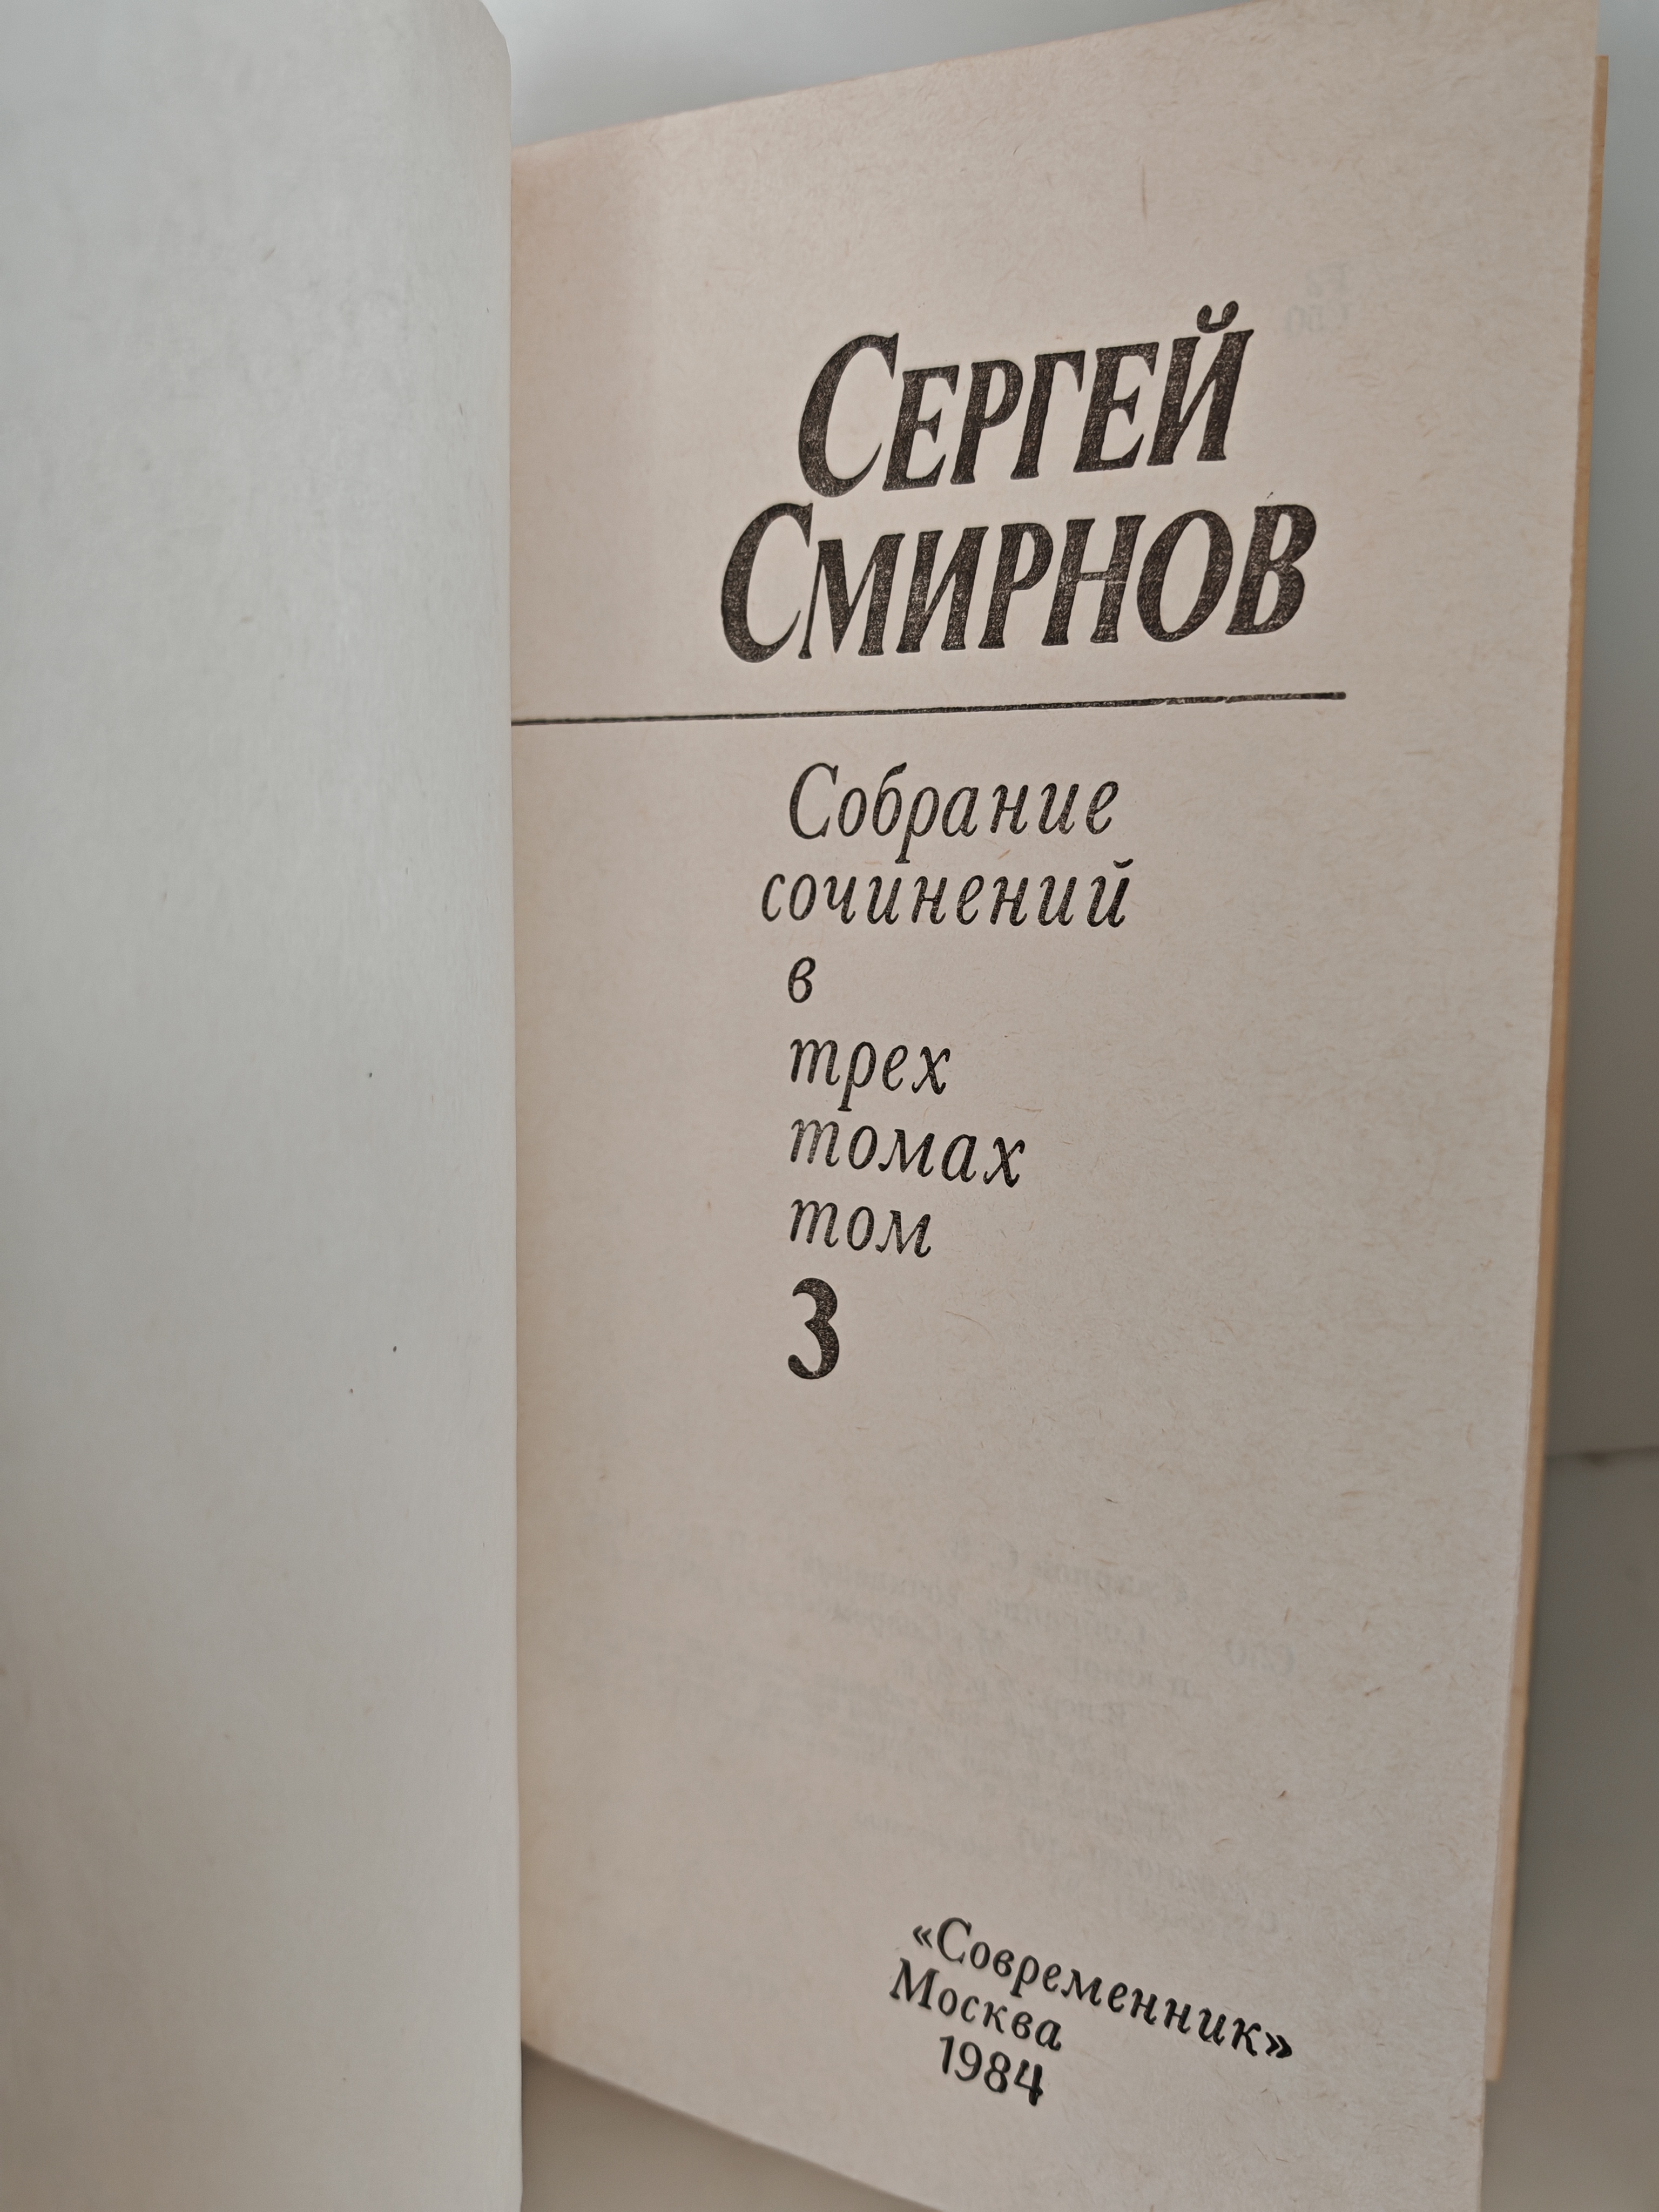 СЕРГЕЙ
СМИРНОВ
Собрание
сочинений
в
трех
томах
том
3
«Современник»
Москва
1984